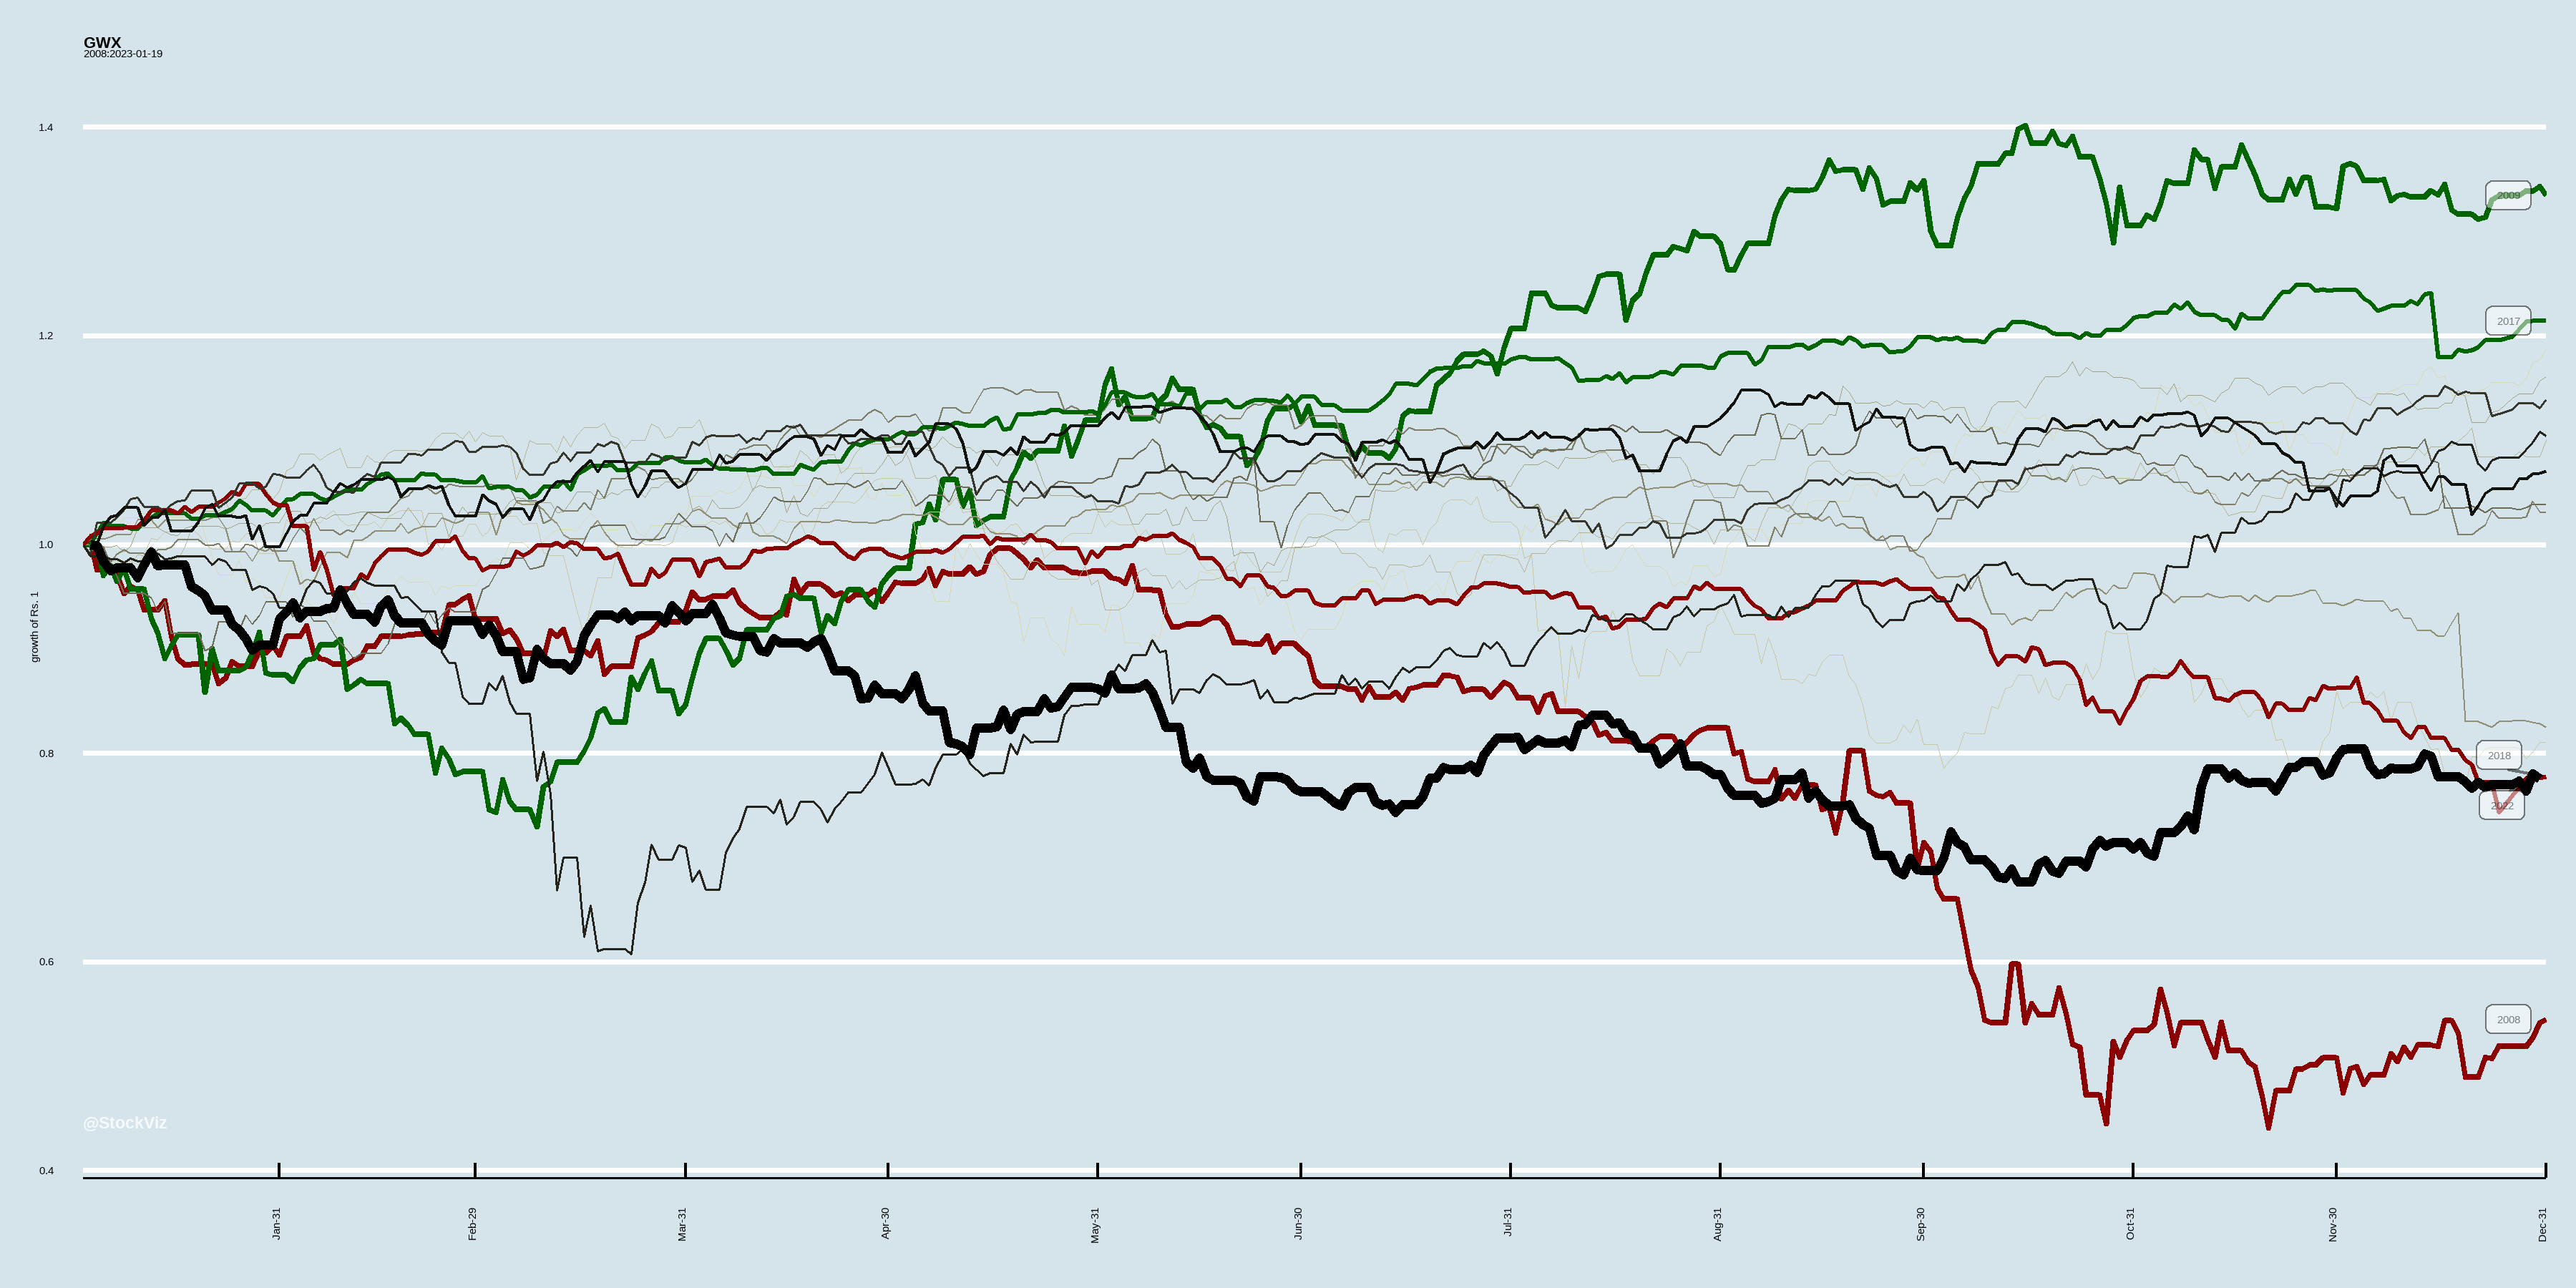 GWX
2008:2023-01-19
1.4
1.2
1.0
0.8
0.6
0.4
growth of Rs. 1
2009
2017
2018
2022
2008
@StockViz
Jan-31
Feb-29
Mar-31
Apr-30
May-31
Jun-30
Jul-31
Aug-31
Sep-30
Oct-31
Nov-30
Dec-31